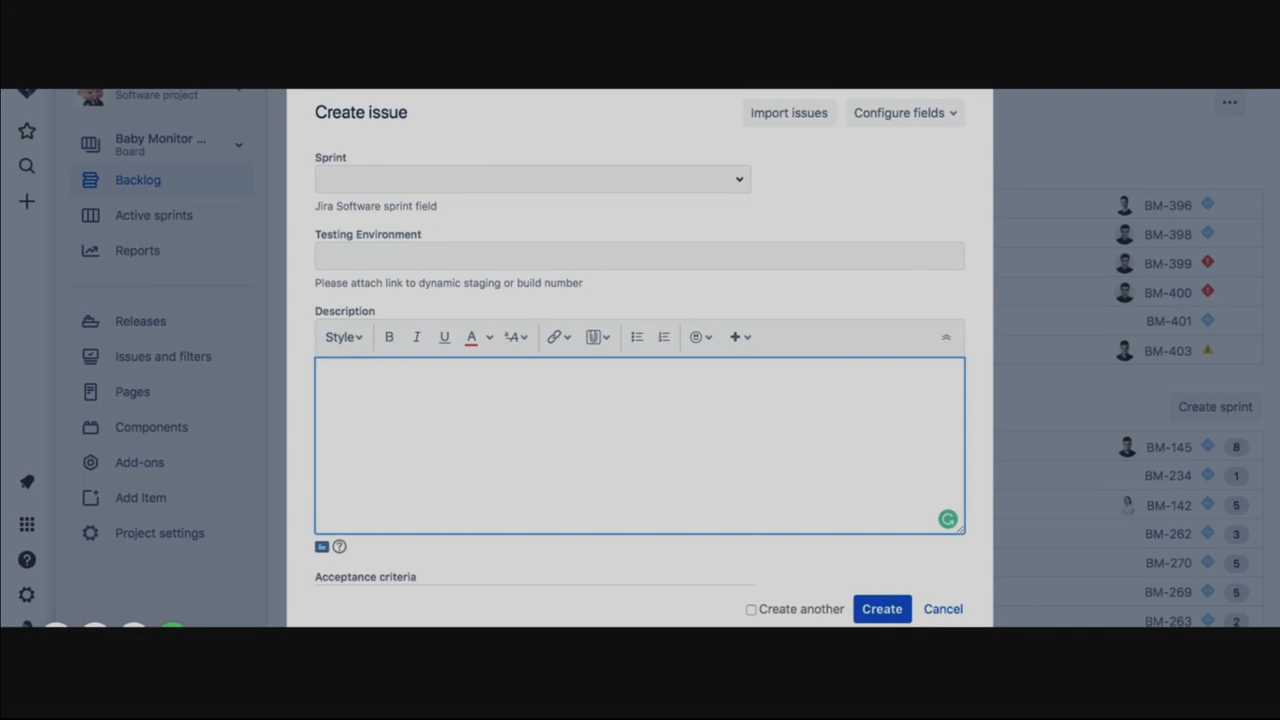 Software project
Baby Monitor ...
Board
Backlog
Active sprints
Reports
Releases
Issues and filters
Pages
Components
Add-ons
Add Item
Project settings
Create issue
Import issues
Configure fields
Sprint
Jira Software sprint field
Testing Environment
Please attach link to dynamic staging or build number
Description
Style
B I U A A
Acceptance criteria
Create another
Create
Cancel
BM-396
BM-398
BM-399
BM-400
BM-401
BM-403
Create sprint
BM-145 8
BM-234 1
BM-142 5
BM-262 3
BM-270 5
BM-269 5
BM-263 2